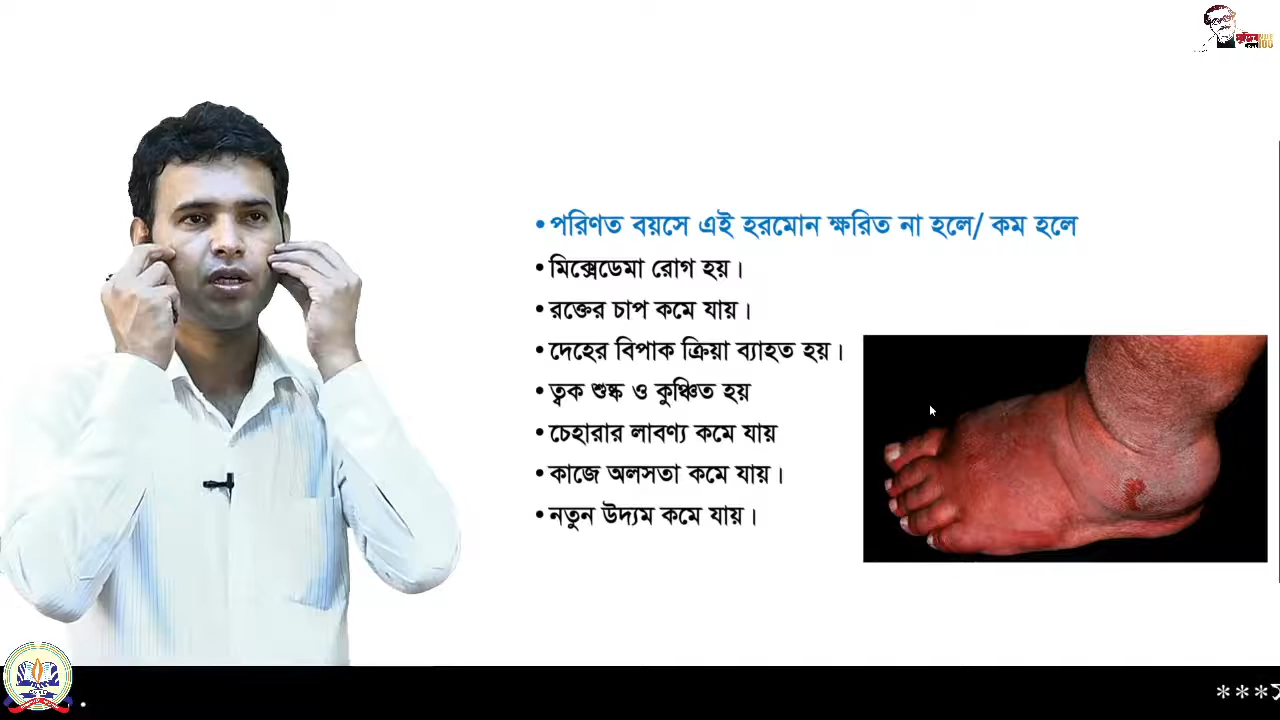 • পরিণত বয়সে এই হরমোন ক্ষরিত না হলে/ কম হলে
• মিক্সেডেমা রোগ হয়।
• রক্তের চাপ কমে যায়।
• দেহের বিপাক ক্রিয়া ব্যাহত হয়।
• ত্বক শুষ্ক ও কুঞ্চিত হয়
• চেহারার লাবণ্য কমে যায়
• কাজে অলসতা কমে যায়।
• নতুন উদ্যম কমে যায়।